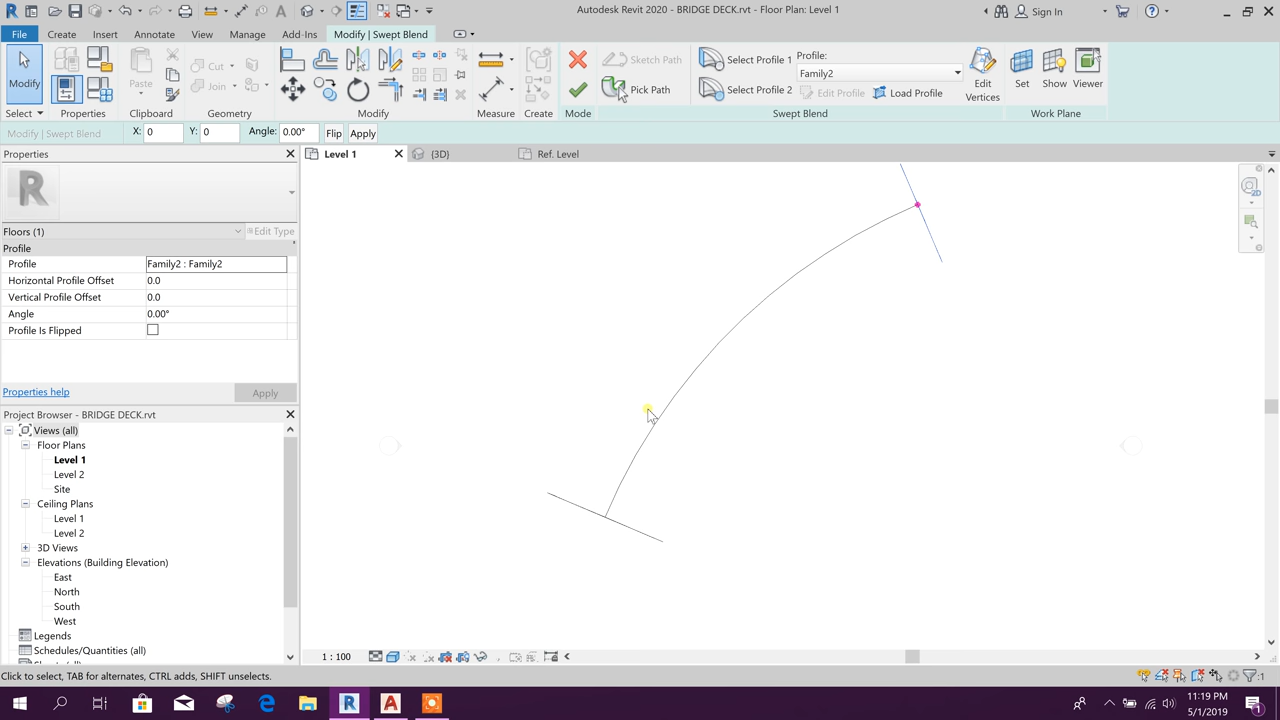 Autodesk Revit 2020 - BRIDGE DECK.rvt - Floor Plan: Level 1
Sign In
File
Create
Insert
Annotate
View
Manage
Add-Ins
Modify | Swept Blend
Modify
Paste
Cut
Join
Sketch Path
Pick Path
Select Profile 1
Select Profile 2
Profile:
Family2
Edit Profile
Load Profile
Edit
Vertices
Set
Show
Viewer
Select
Properties
Clipboard
Geometry
Modify
Measure
Create
Mode
Swept Blend
Work Plane
Modify | Swept Blend
X: 0
Y: 0
Angle: 0.00°
Flip
Apply
Properties
Level 1
{3D}
Ref. Level
Floors (1)
Edit Type
Profile
Profile Family2 : Family2
Horizontal Profile Offset 0.0
Vertical Profile Offset 0.0
Angle 0.00°
Profile Is Flipped
Properties help
Apply
Project Browser - BRIDGE DECK.rvt
Views (all)
Floor Plans
Level 1
Level 2
Site
Ceiling Plans
Level 1
Level 2
3D Views
Elevations (Building Elevation)
East
North
South
West
Legends
Schedules/Quantities (all)
1 : 100
Click to select, TAB for alternates, CTRL adds, SHIFT unselects.
:1
11:19 PM
5/1/2019